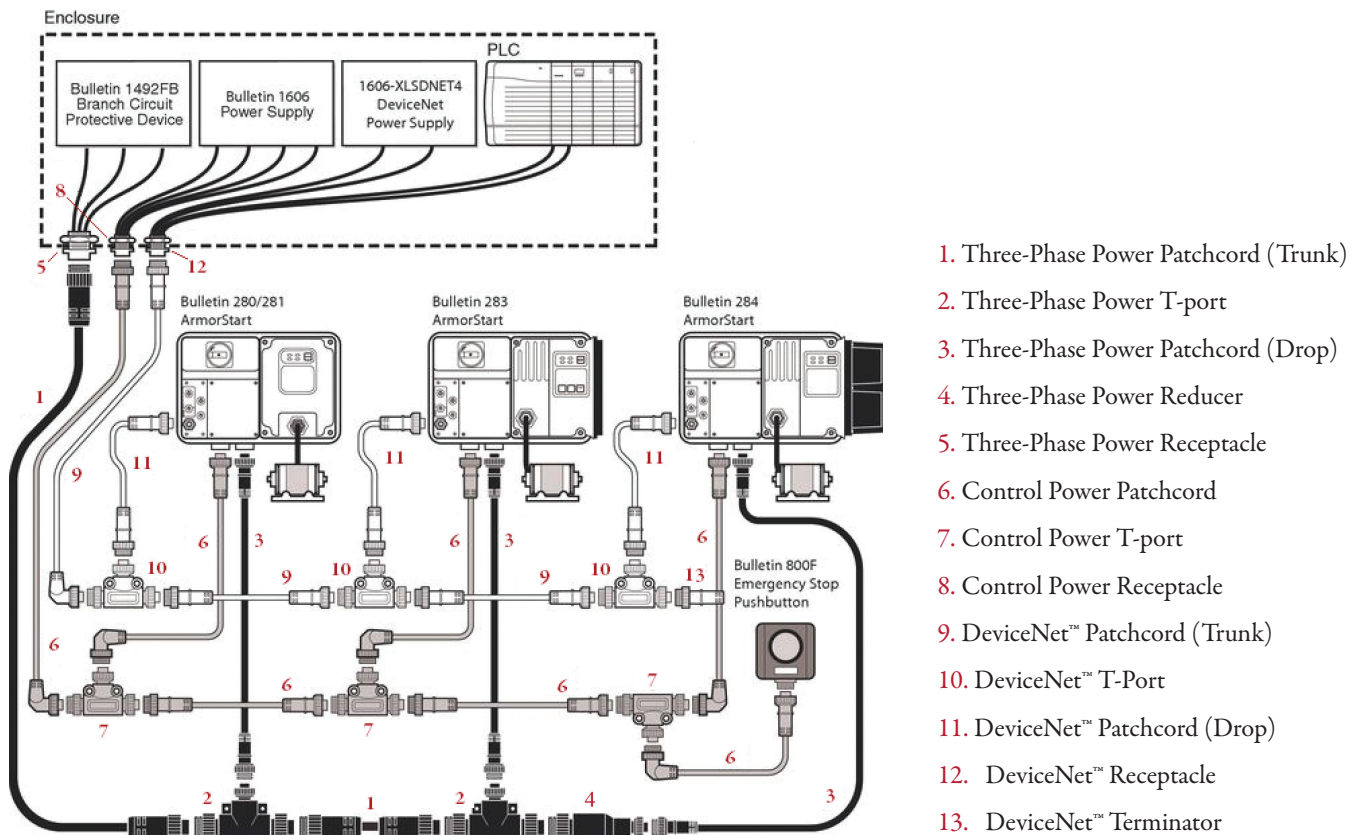 Enclosure
PLC
Bulletin 1492FB
Branch Circuit
Protective Device
Bulletin 1606
Power Supply
1606-XLSDNET4
DeviceNet
Power Supply
8
5
12
Bulletin 280/281
ArmorStart
Bulletin 283
ArmorStart
Bulletin 284
ArmorStart
1
9
11
11
11
6
3
6
3
6
10
9
10
9
10
13
Bulletin 800F
Emergency Stop
Pushbutton
6
7
6
7
6
7
6
2
1
2
4
3
1. Three-Phase Power Patchcord (Trunk)
2. Three-Phase Power T-port
3. Three-Phase Power Patchcord (Drop)
4. Three-Phase Power Reducer
5. Three-Phase Power Receptacle
6. Control Power Patchcord
7. Control Power T-port
8. Control Power Receptacle
9. DeviceNet™ Patchcord (Trunk)
10. DeviceNet™ T-Port
11. DeviceNet™ Patchcord (Drop)
12. DeviceNet™ Receptacle
13. DeviceNet™ Terminator